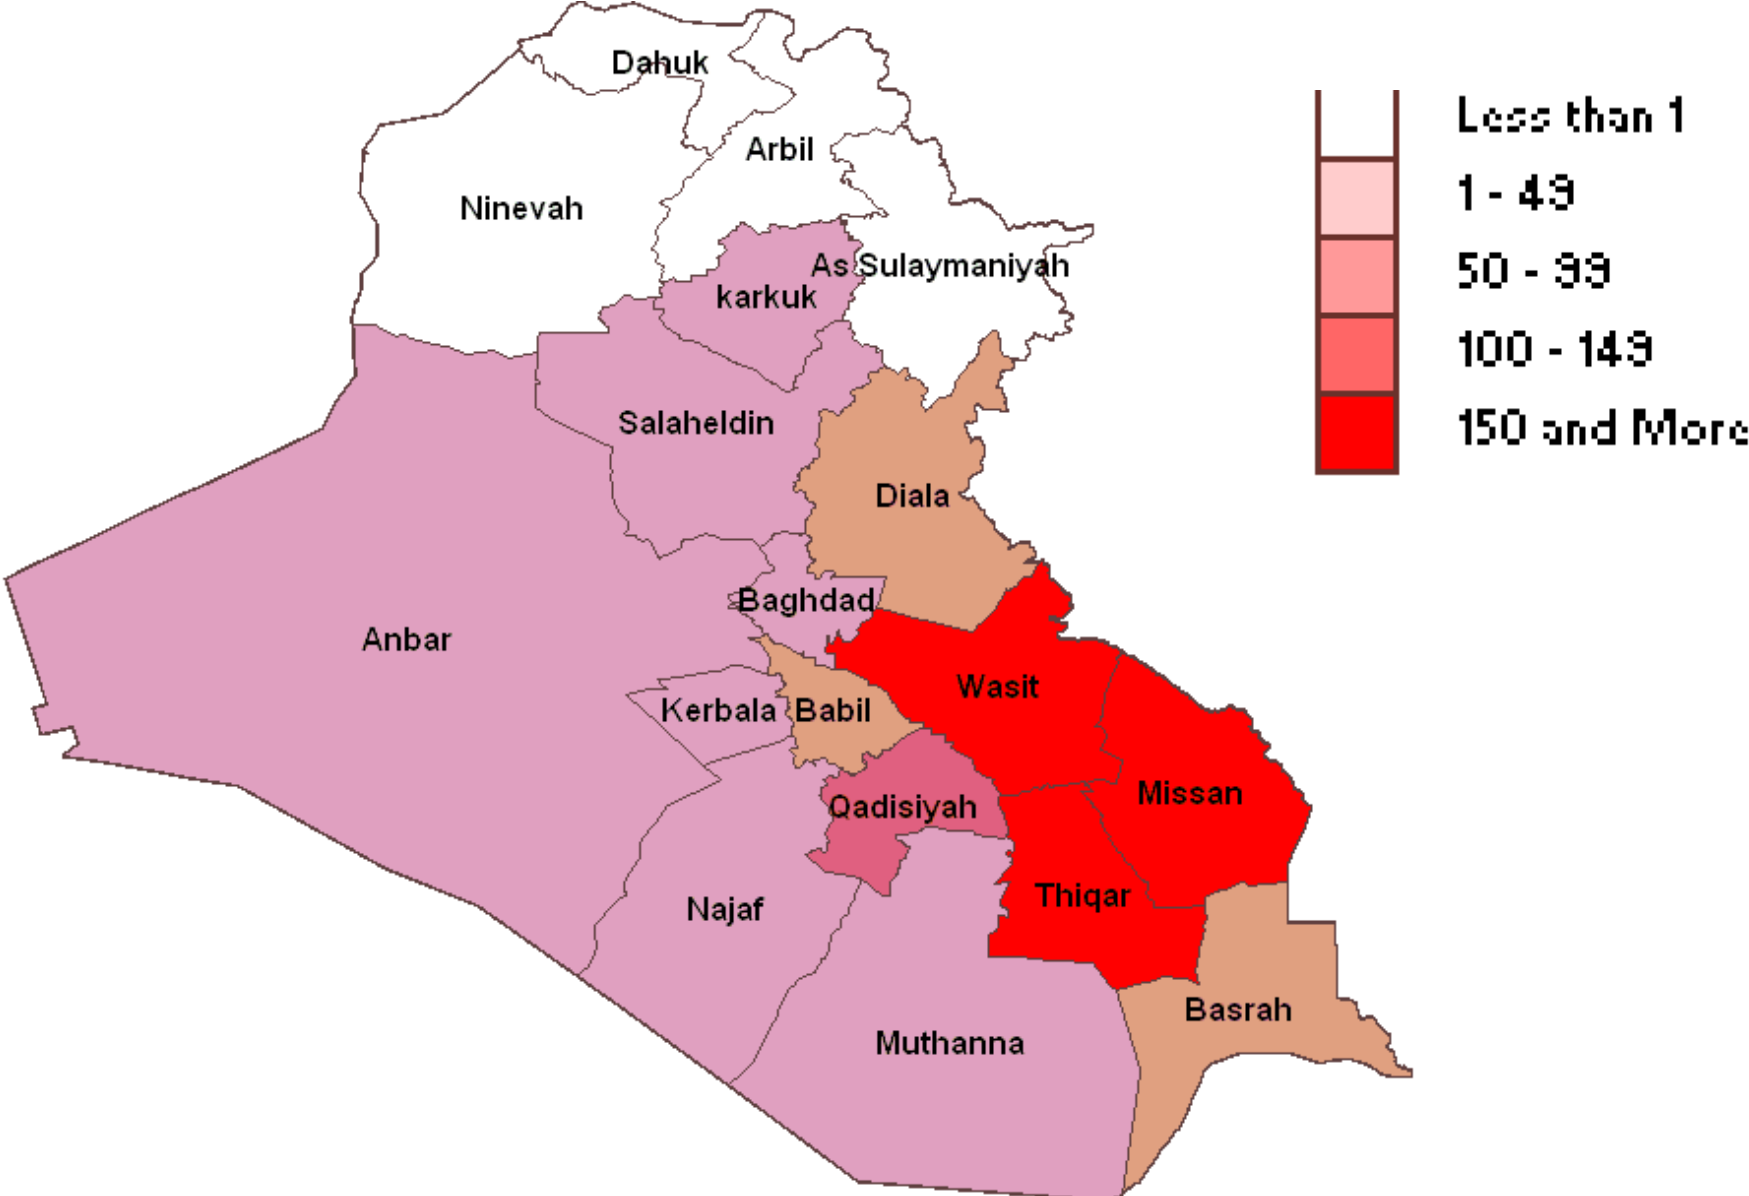 Dahuk
Less than 1
Arbil
1 - 49
Ninevah
As Sulaymaniyah
50 - 99
karkuk
100 - 149
Salaheldin
150 and More
Diala
Baghdad
Anbar
Wasit
Kerbala
Babil
Missan
Qadisiyah
Thiqar
Najaf
Basrah
Muthanna